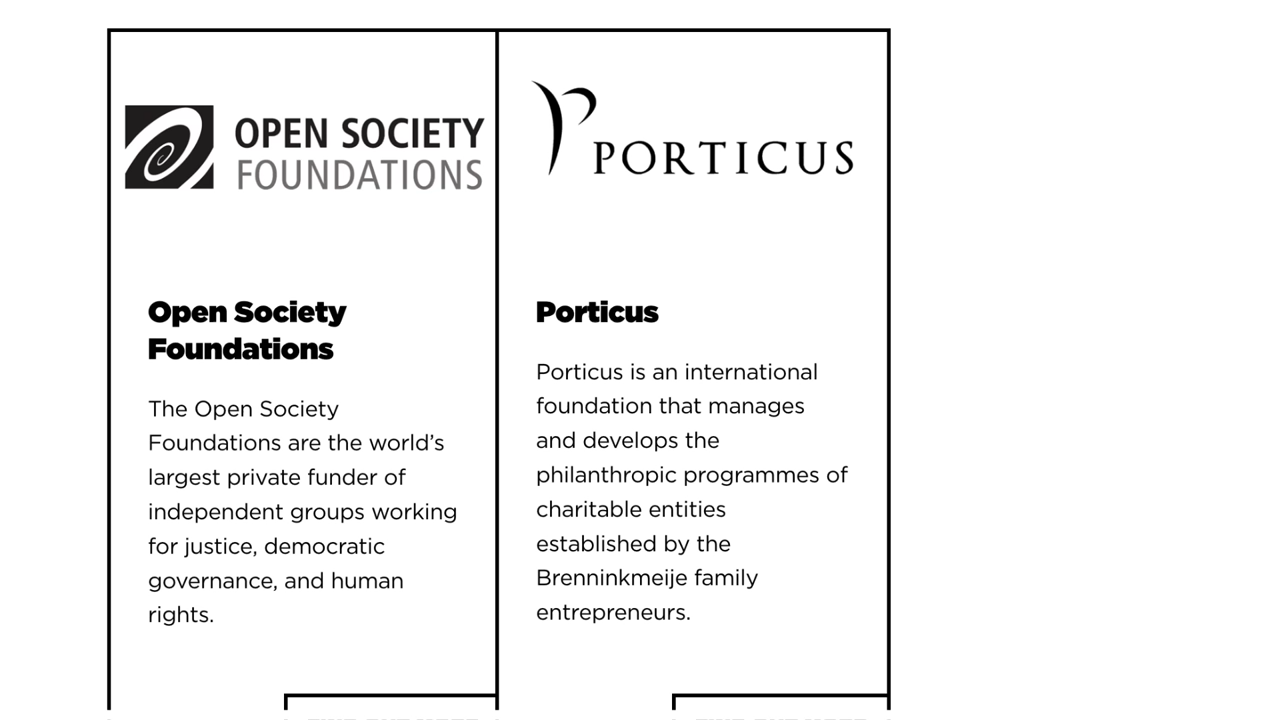 OPEN SOCIETY
FOUNDATIONS
Open Society
Foundations
The Open Society
Foundations are the world's
largest private funder of
independent groups working
for justice, democratic
governance, and human
rights.
PORTICUS
Porticus
Porticus is an international
foundation that manages
and develops the
philanthropic programmes of
charitable entities
established by the
Brenninkmeije family
entrepreneurs.